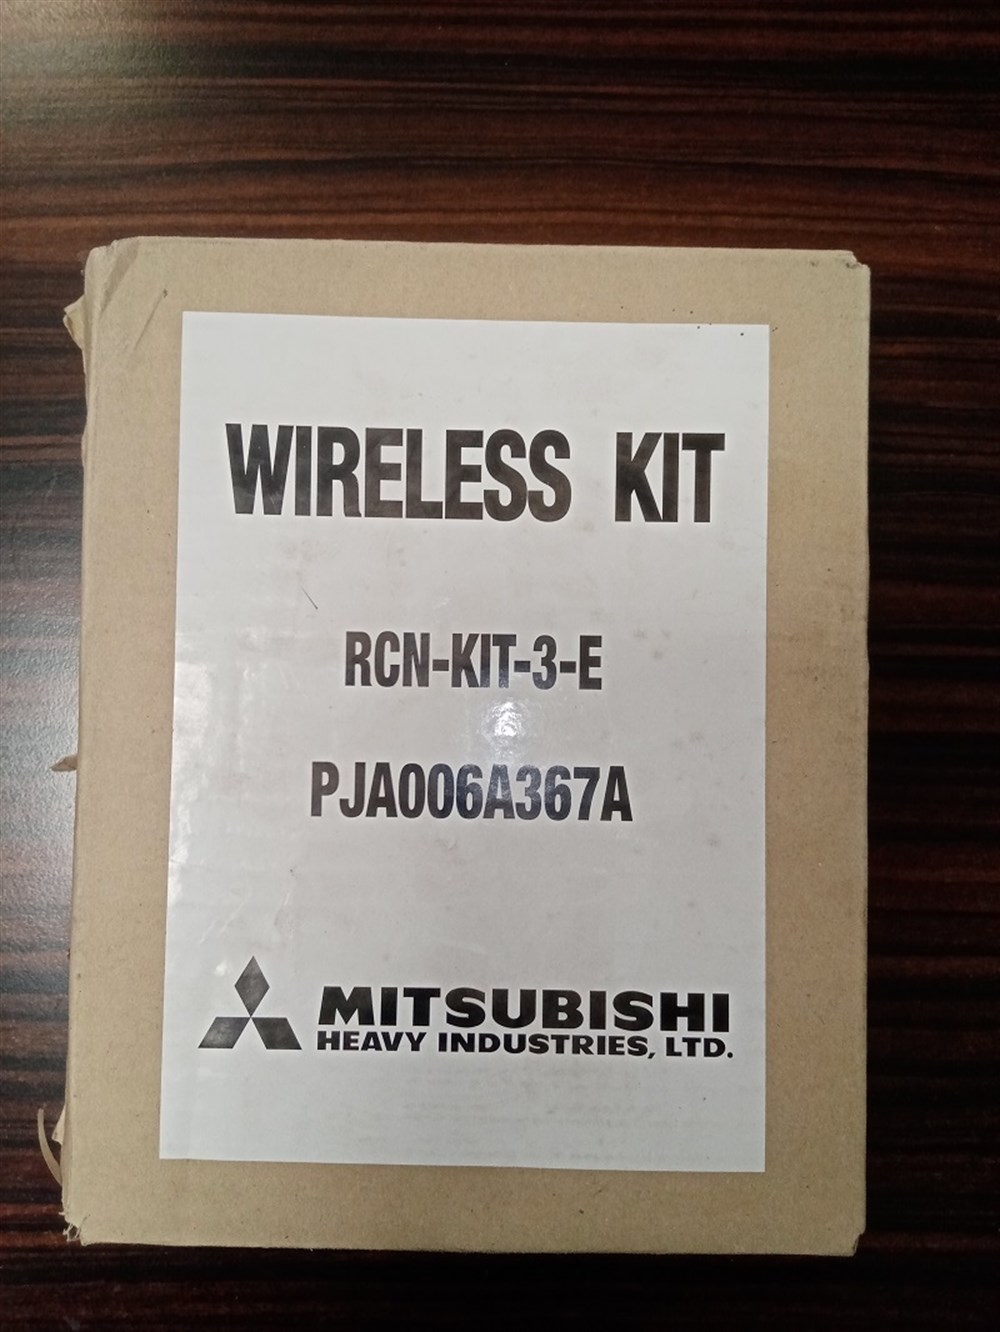 WIRELESS KIT
RCN-KIT-3-E
PJA006A367A
MITSUBISHI
HEAVY INDUSTRIES, LTD.